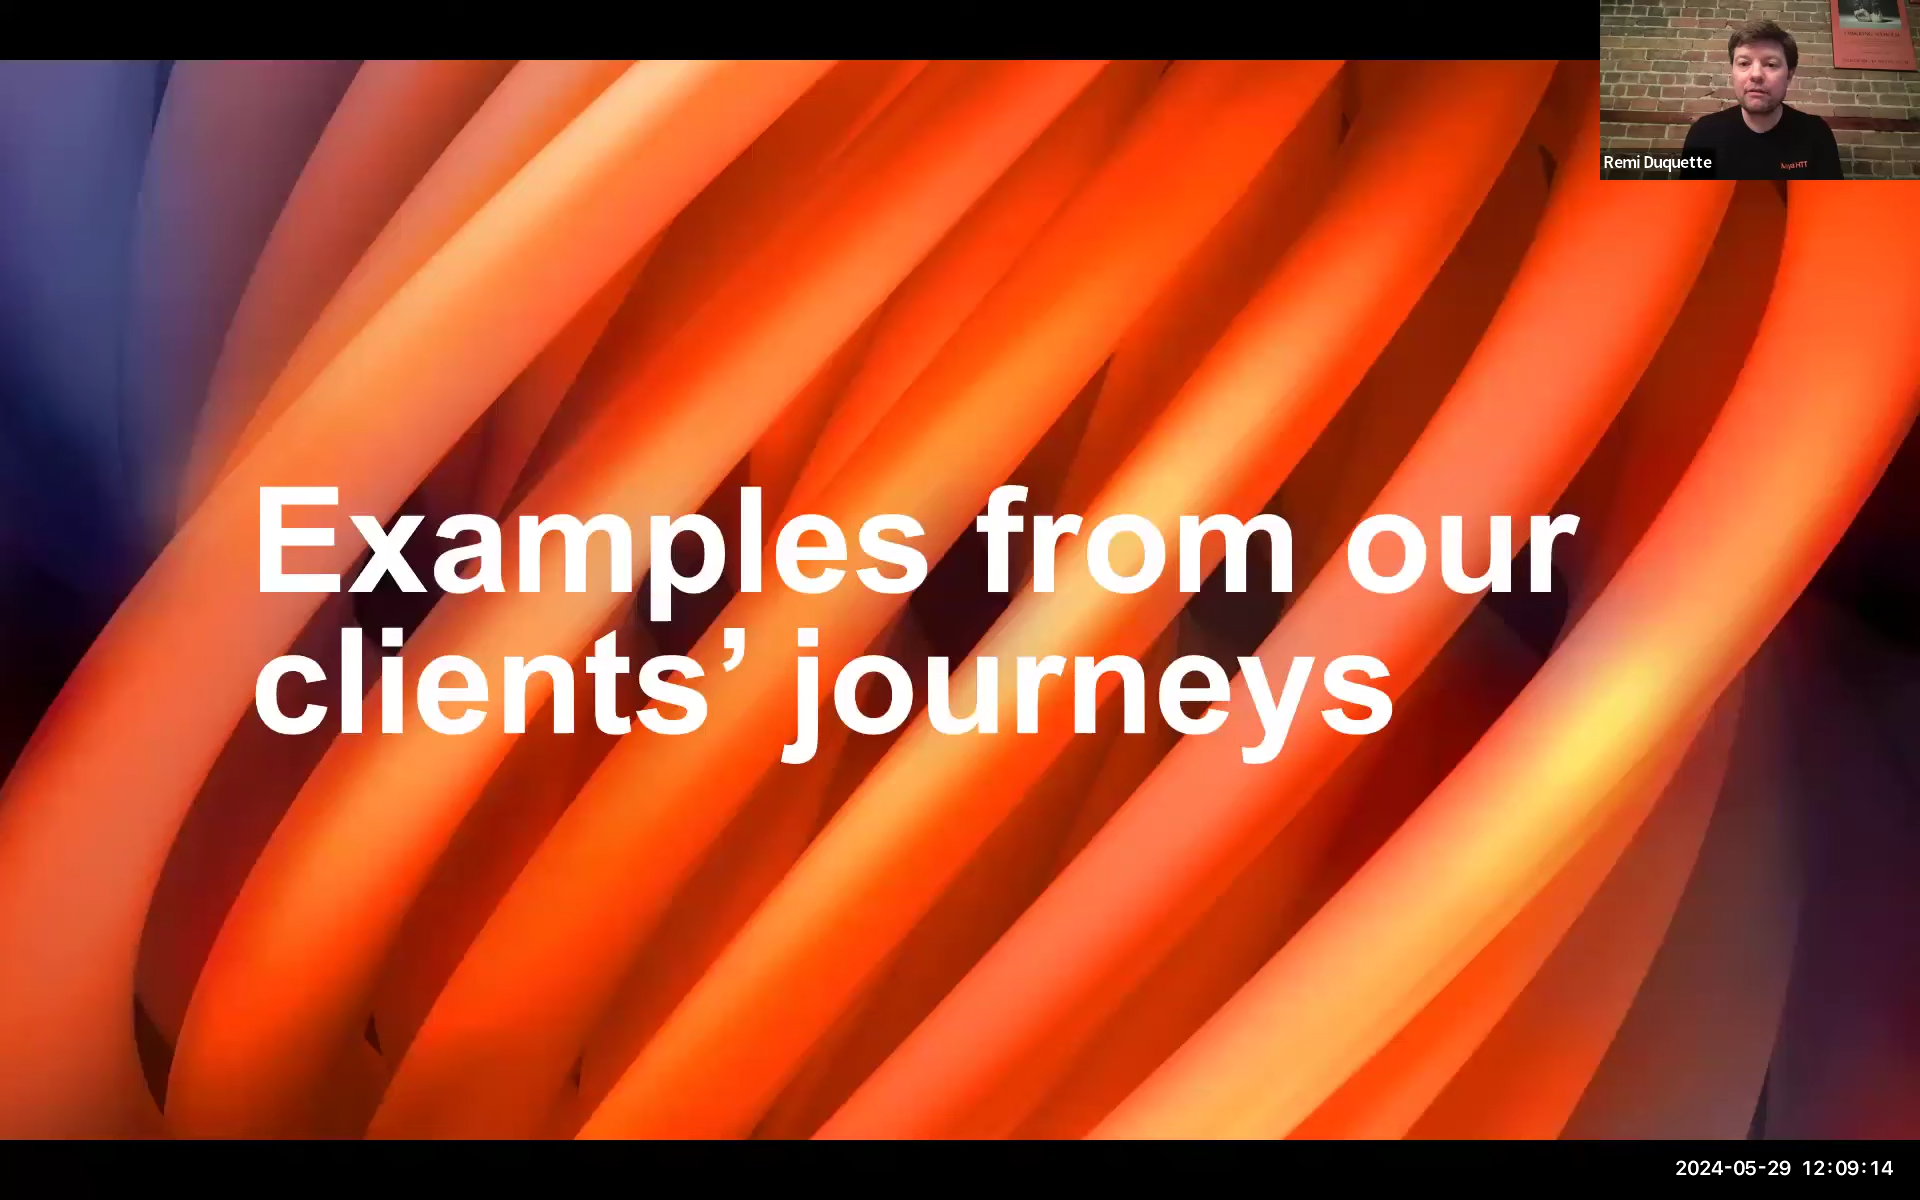 Remi Duquette
Examples from our
clients’ journeys
2024-05-29 12:09:14